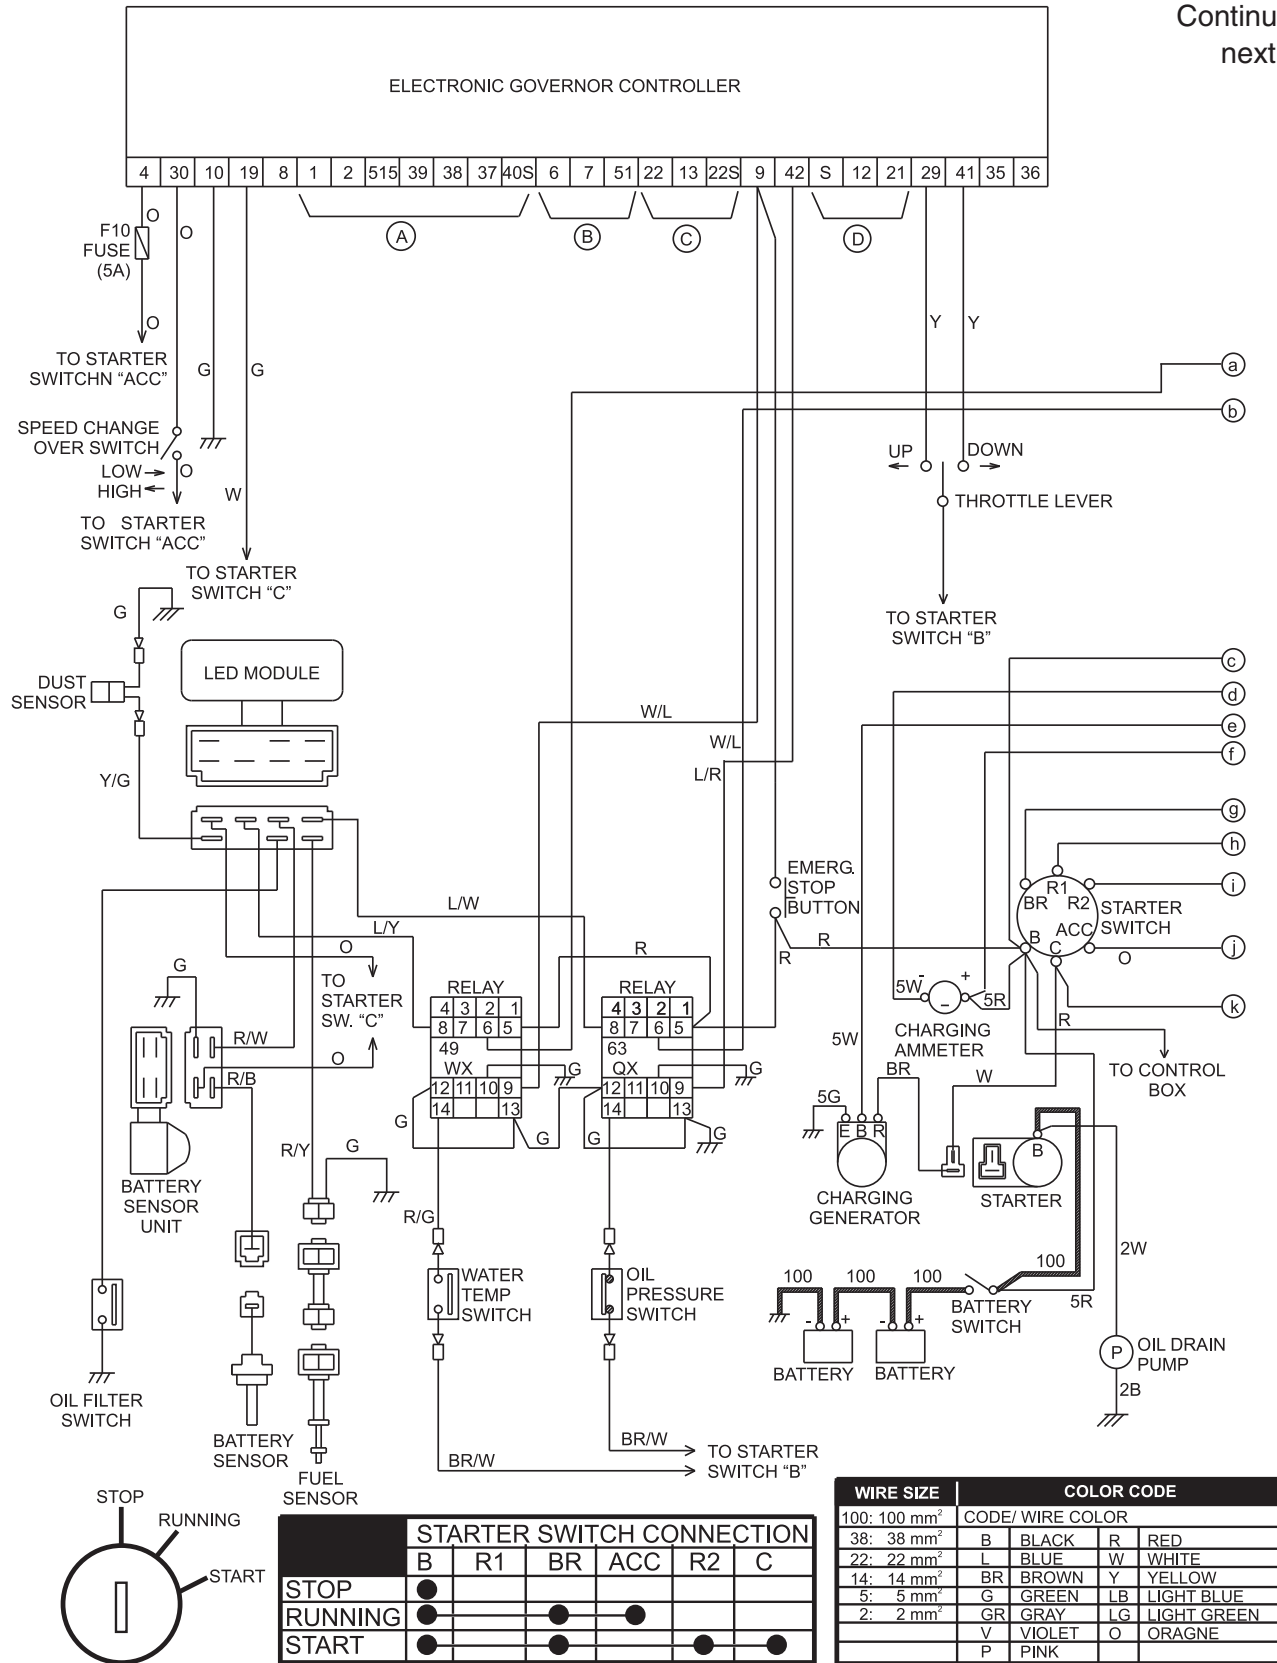 Continu
next
ELECTRONIC GOVERNOR CONTROLLER
4 30 10 19 8 1 2 515 39 38 37 40S 6 7 51 22 13 22S 9 42 S 12 21 29 41 35 36
O
F10
FUSE
(5A)
O
A
B
C
D
O
Y
Y
TO STARTER
SWITCHN “ACC”
G
G
a
b
SPEED CHANGE
OVER SWITCH
LOW
HIGH
O
UP
DOWN
W
THROTTLE LEVER
TO STARTER
SWITCH “ACC”
TO STARTER
SWITCH “C”
G
TO STARTER
SWITCH “B”
LED MODULE
DUST
SENSOR
c
d
e
f
W/L
W/L
L/R
Y/G
g
h
i
j
k
EMERG.
STOP
BUTTON
R1
BR
R2
ACC
B
C
STARTER
SWITCH
L/W
L/Y
O
R
R
R
O
G
TO
STARTER
SW. “C”
5W
-
+
-
5R
CHARGING
AMMETER
R
TO CONTROL
BOX
RELAY
4 3 2 1
8 7 6 5
49
WX
12 11 10 9
14 13
G
RELAY
4 3 2 1
8 7 6 5
63
QX
12 11 10 9
14 13
G
R/W
O
R/B
5W
BR
W
G
G
G
G
5G
E B R
CHARGING
GENERATOR
B
STARTER
R/Y
G
BATTERY
SENSOR
UNIT
R/G
2W
WATER
TEMP
SWITCH
OIL
PRESSURE
SWITCH
100
100
100
100
5R
BATTERY
SWITCH
-
+
-
+
BATTERY
BATTERY
P
OIL DRAIN
PUMP
2B
OIL FILTER
SWITCH
BATTERY
SENSOR
FUEL
SENSOR
BR/W
BR/W
TO STARTER
SWITCH “B”
STOP
RUNNING
START
STARTER SWITCH CONNECTION
B R1 BR ACC R2 C
STOP
RUNNING
START
WIRE SIZE COLOR CODE
100: 100 mm² CODE/ WIRE COLOR
38: 38 mm² B BLACK R RED
22: 22 mm² L BLUE W WHITE
14: 14 mm² BR BROWN Y YELLOW
5: 5 mm² G GREEN LB LIGHT BLUE
2: 2 mm² GR GRAY LG LIGHT GREEN
V VIOLET O ORAGNE
P PINK